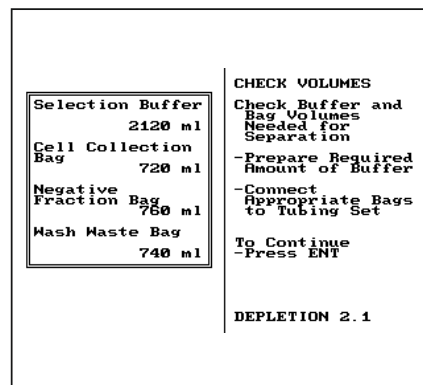 Selection Buffer
2120 ml
Cell Collection
Bag
720 ml
Negative
Fraction Bag
760 ml
Wash Waste Bag
740 ml
CHECK VOLUMES
Check Buffer and
Bag Volumes
Needed for
Separation
-Prepare Required
Amount of Buffer
-Connect
Appropriate Bags
to Tubing Set
To Continue
-Press ENT
DEPLETION 2.1